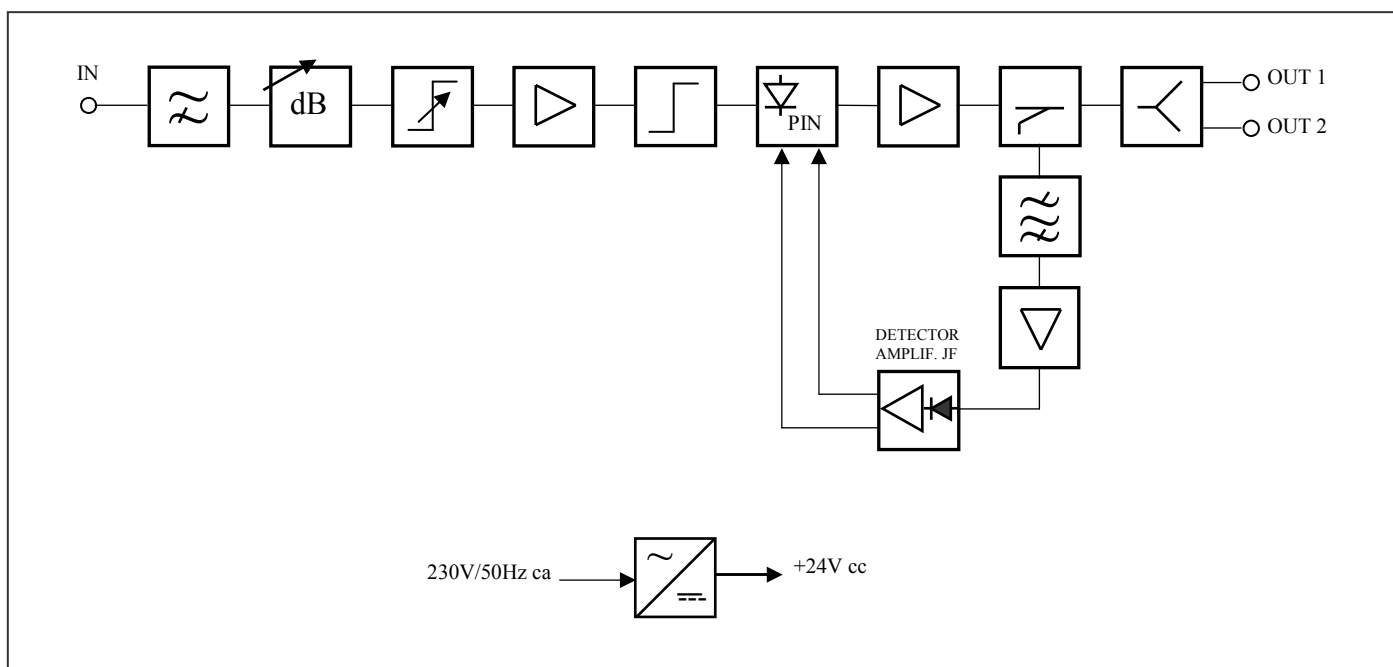 IN
dB
PIN
OUT 1
OUT 2
DETECTOR
AMPLIF. JF
230V/50Hz ca
+24V cc